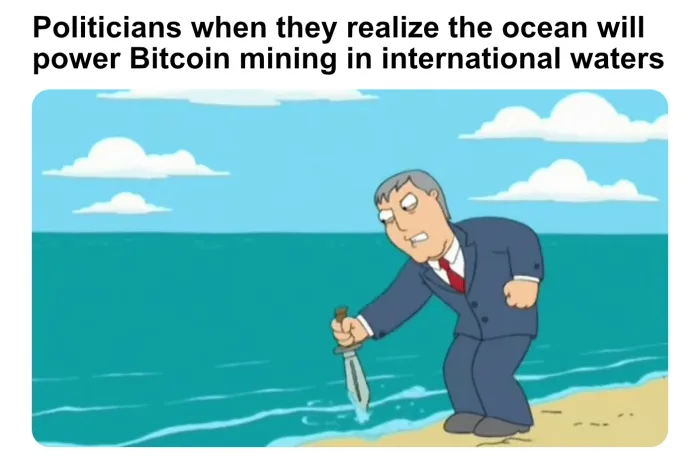 Politicians when they realize the ocean will
power Bitcoin mining in international waters